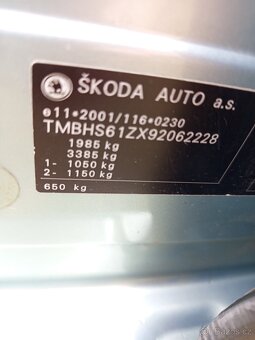 ŠKODA AUTO a.s.
e11*2001/116*0230
TMBHS61ZX92062228
1985 kg
3385 kg
1- 1050 kg
2- 1150 kg
650 kg